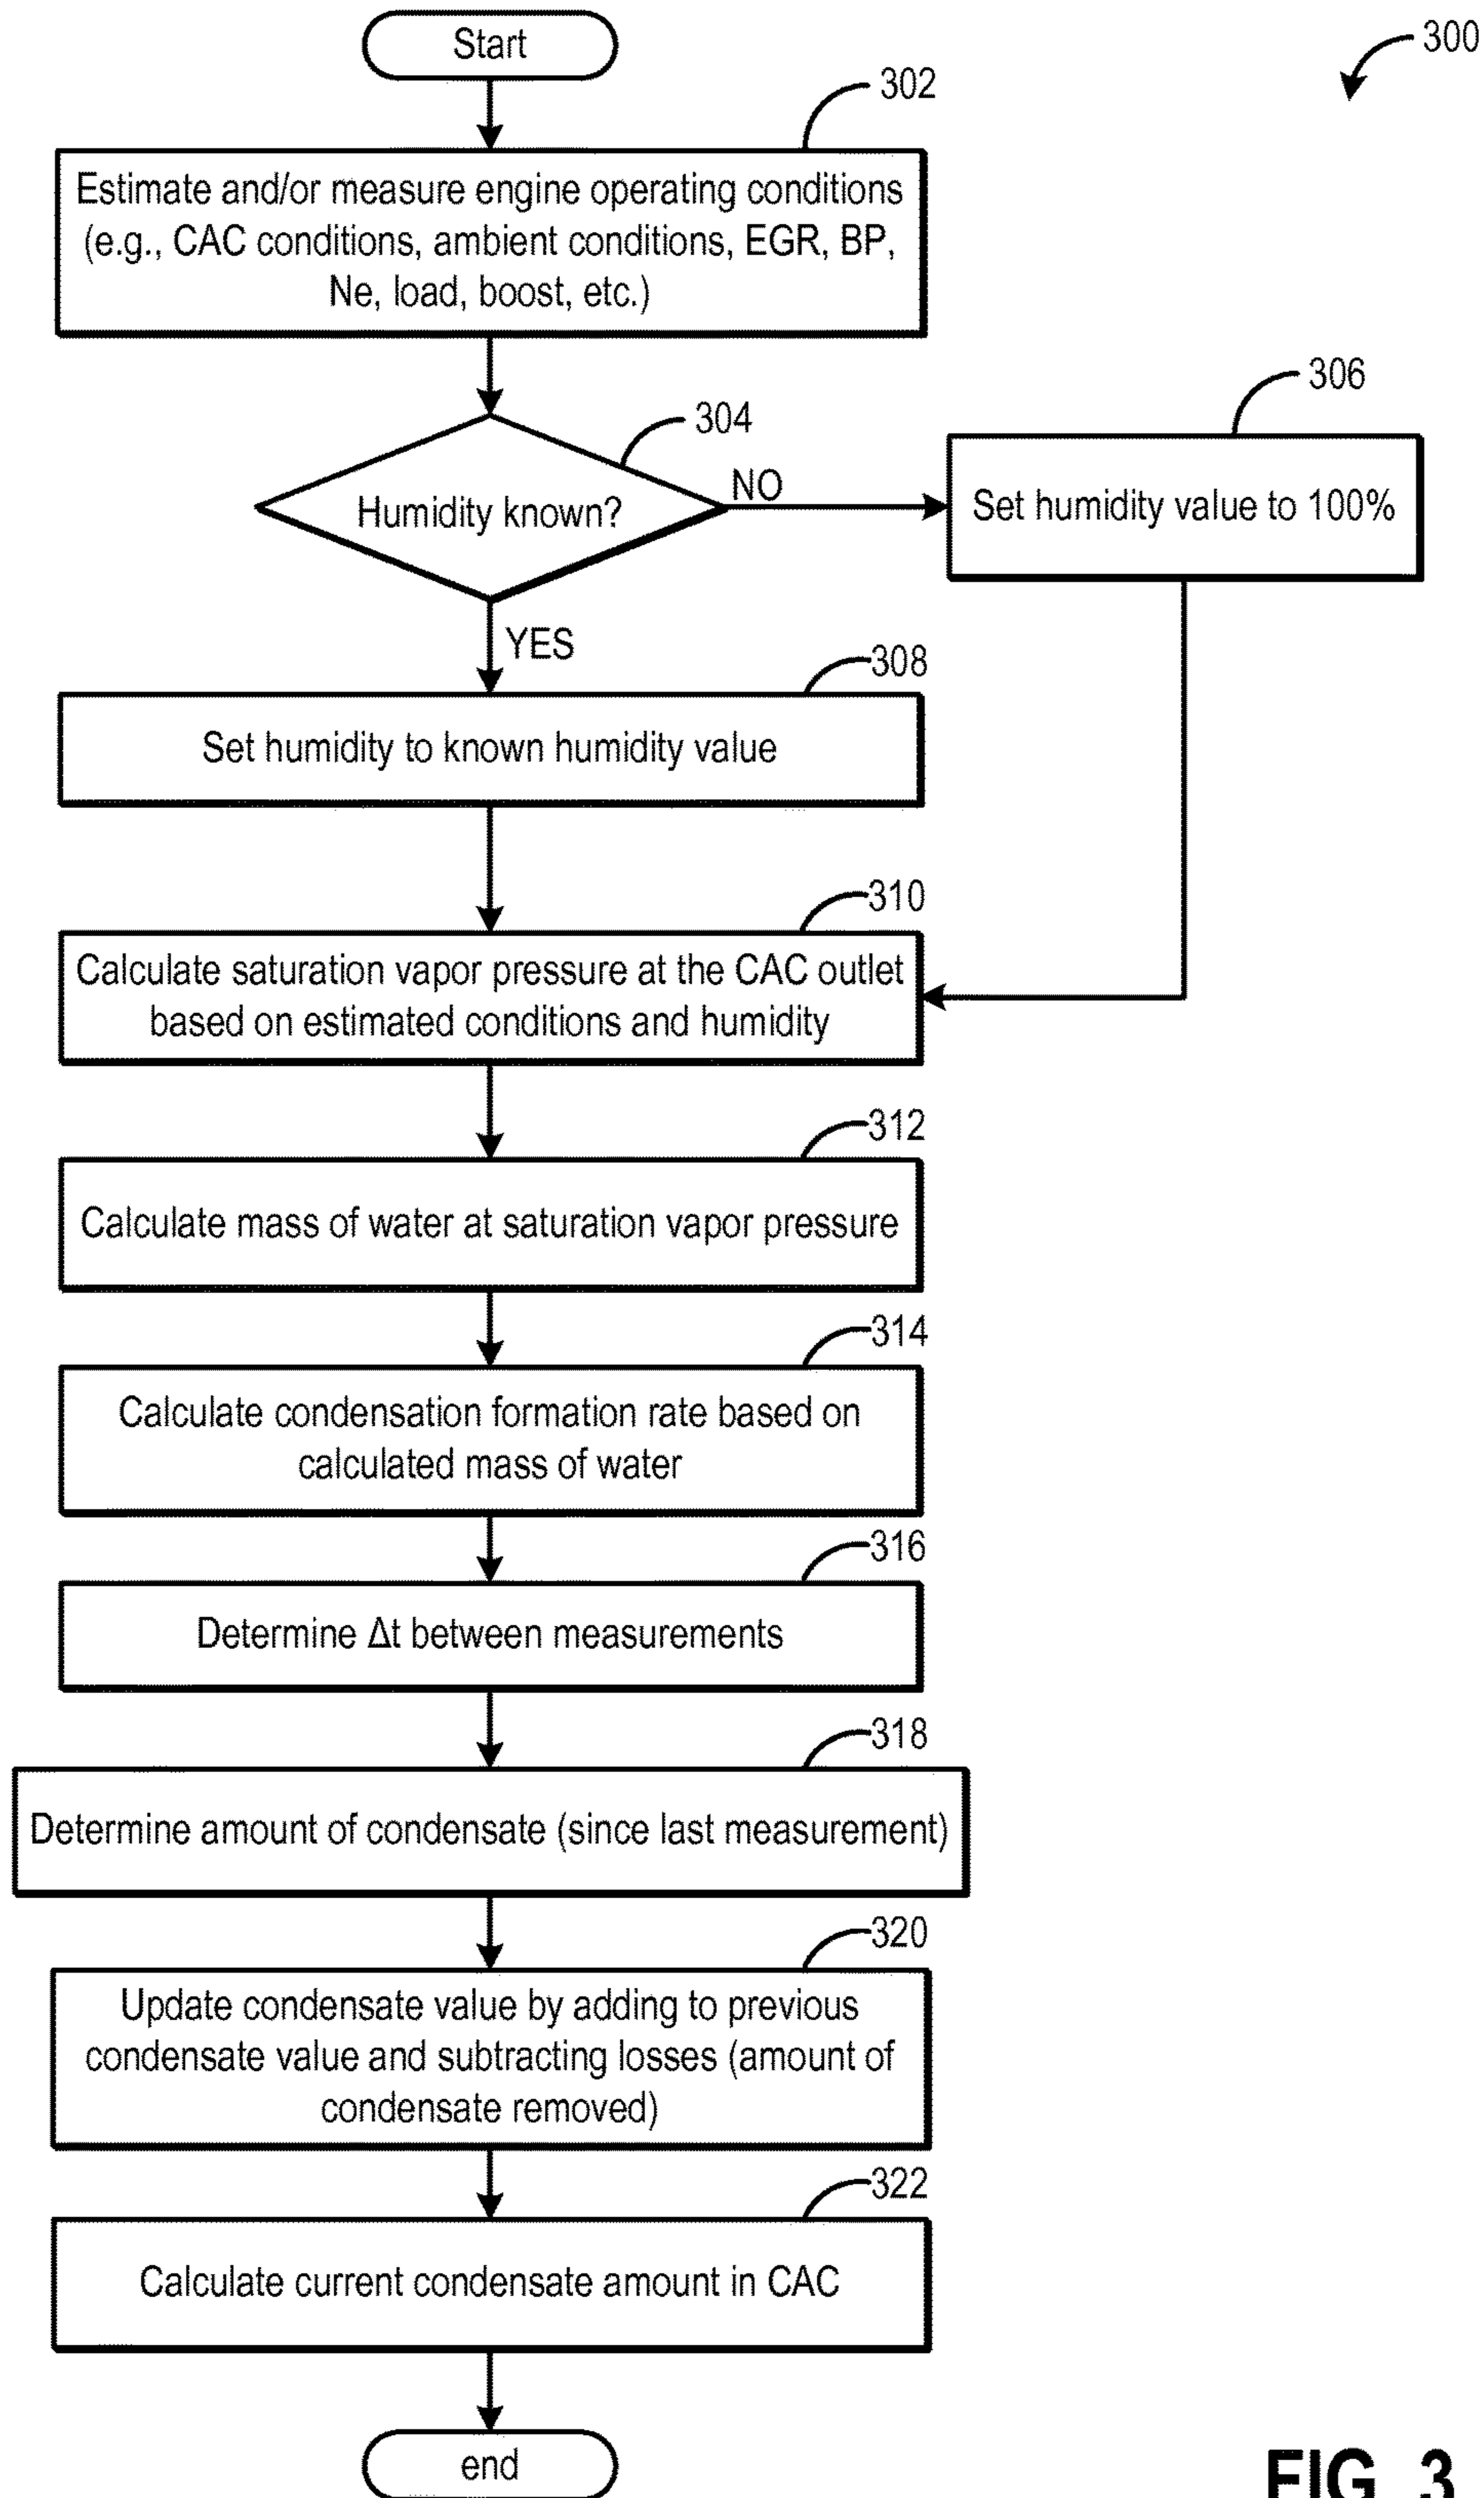 Start
300
302
Estimate and/or measure engine operating conditions
(e.g., CAC conditions, ambient conditions, EGR, BP,
Ne, load, boost, etc.)
304
Humidity known?
NO
306
Set humidity value to 100%
YES
308
Set humidity to known humidity value
310
Calculate saturation vapor pressure at the CAC outlet
based on estimated conditions and humidity
312
Calculate mass of water at saturation vapor pressure
314
Calculate condensation formation rate based on
calculated mass of water
316
Determine Δt between measurements
318
Determine amount of condensate (since last measurement)
320
Update condensate value by adding to previous
condensate value and subtracting losses (amount of
condensate removed)
322
Calculate current condensate amount in CAC
end
FIG. 3